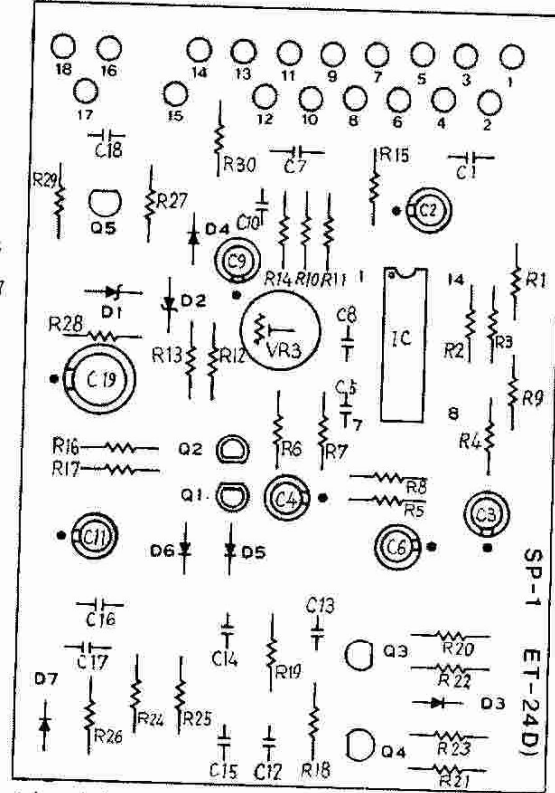 18 16 14 13 11 9 7 5 3 1
17 15 12 10 8 6 4 2
C18 R30 C7 R15 C1
R29 Q5 R27 D4 C10 C9 C2
R14 R10 R11 1 14 R1
D1 D2 C8 IC R2 R3
R28 R13 R12 VR3
C19 C5 7 8 R9
R16 Q2 R6 R7 R4
R17 Q1 C4 R8
R5 C3
C11 D6 D5 C6
SP-1 ET-24D)
C16 C13
C17 C14 R19 Q3 R20
R22
D7 D3
R26 R24 R25 R23
C15 C12 R18 Q4 R21